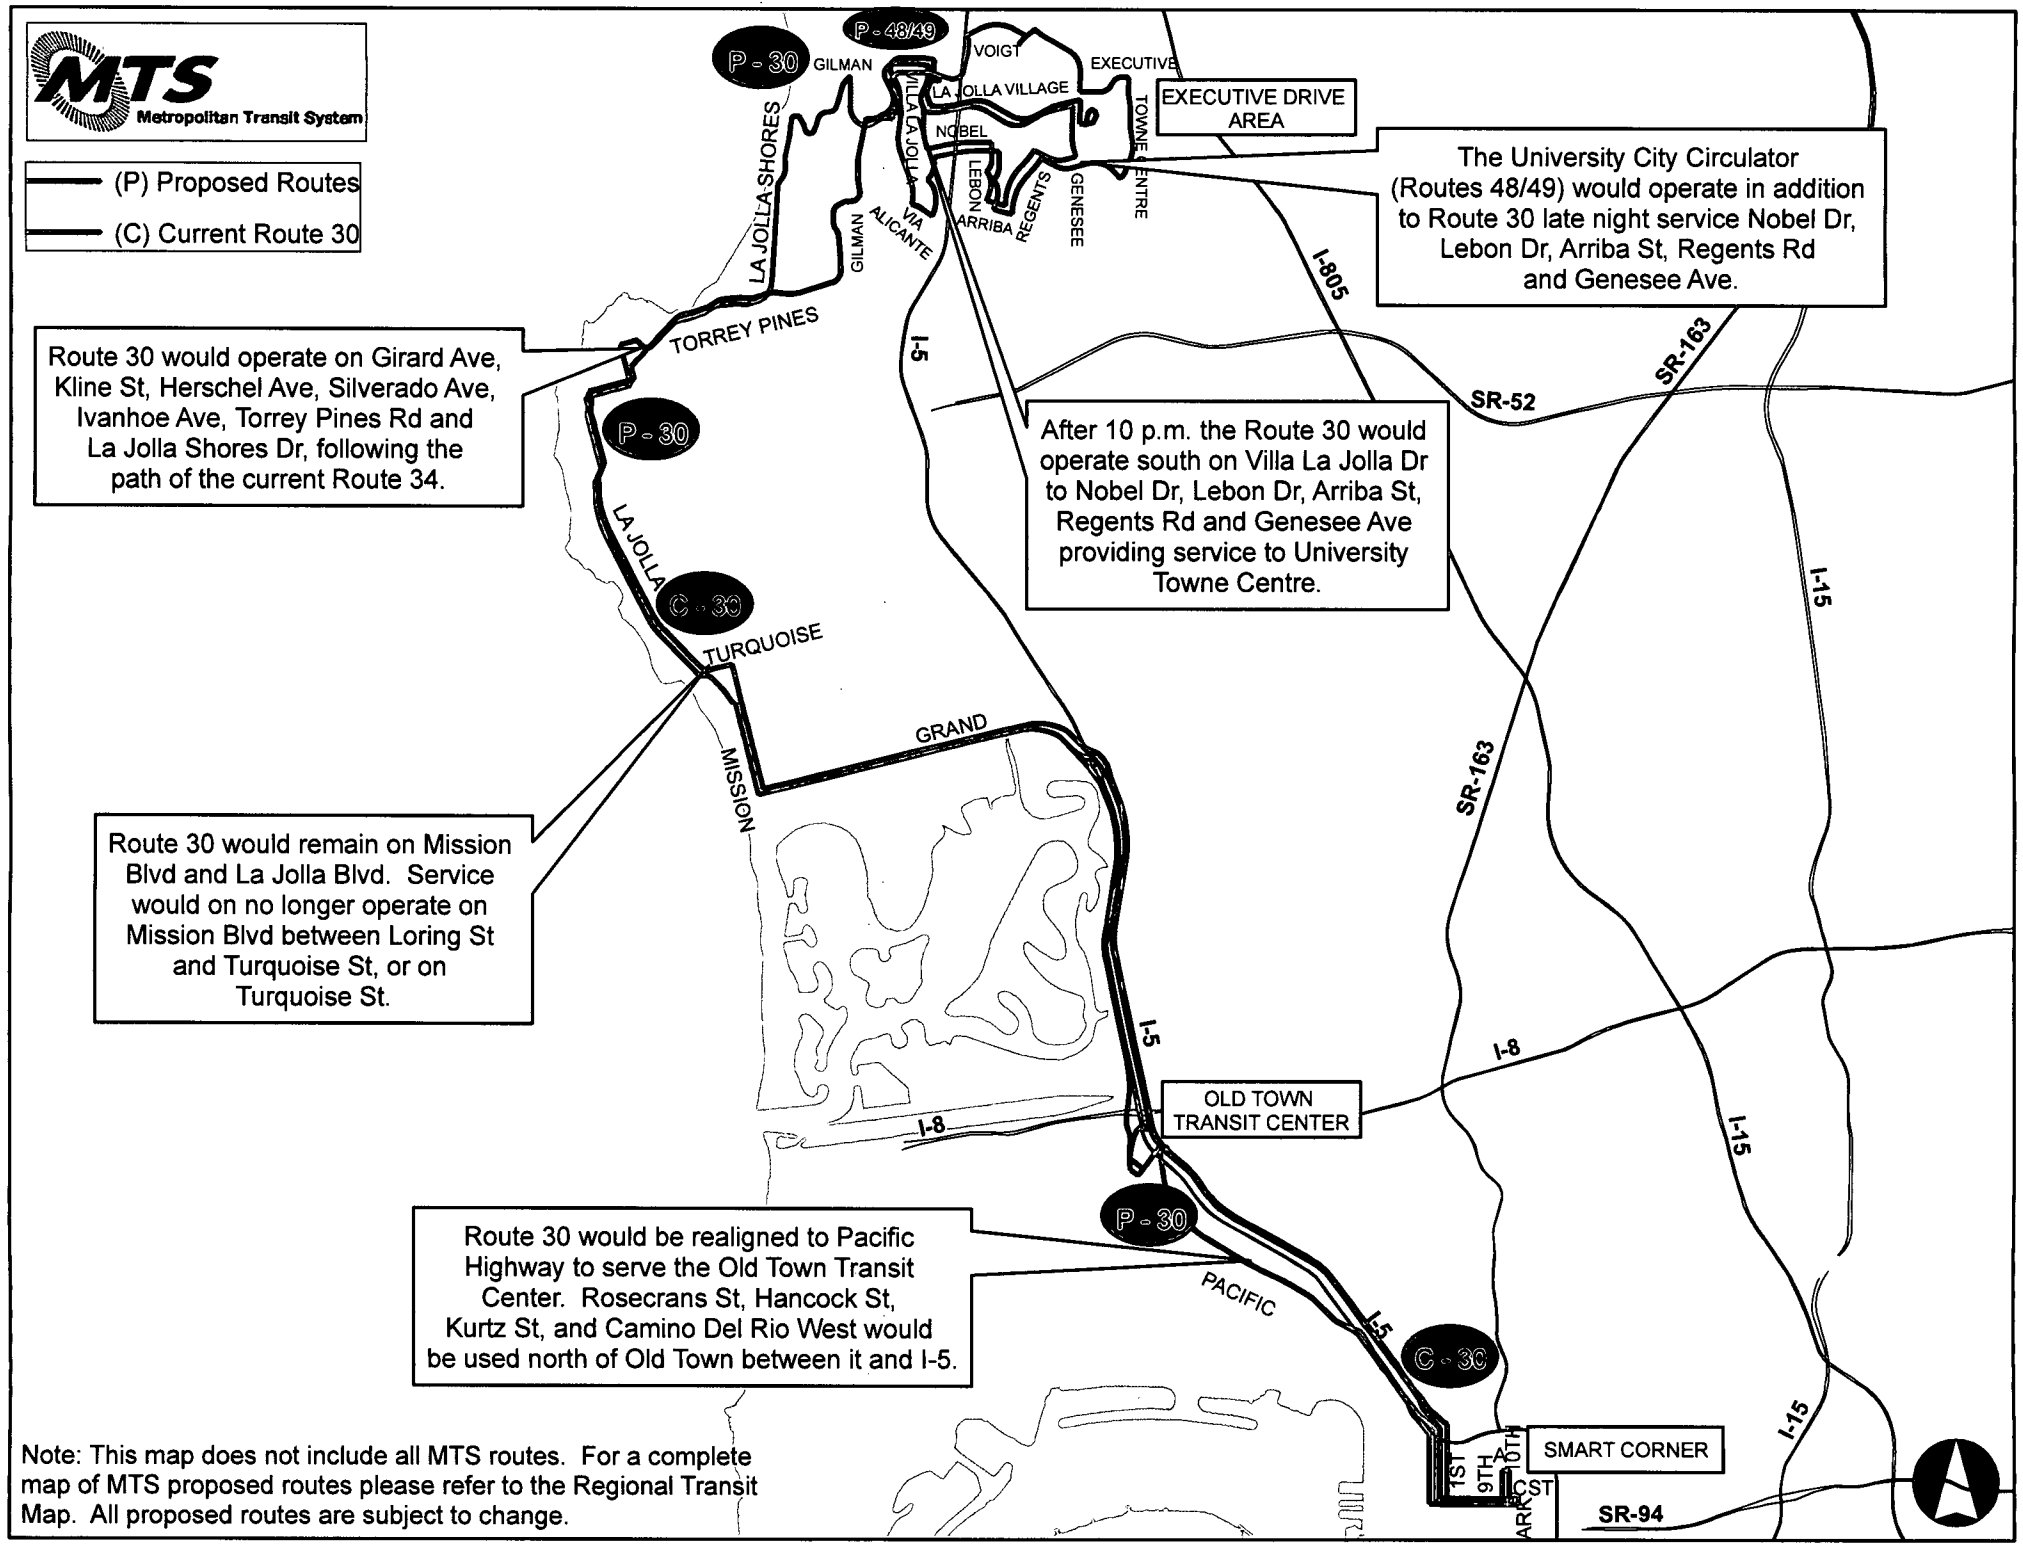 MTS
Metropolitan Transit System
(P) Proposed Routes
(C) Current Route 30
P - 30
P - 48/49
GILMAN
VOIGT
EXECUTIVE
LA JOLLA VILLAGE
EXECUTIVE DRIVE
AREA
TOWNE CENTRE
NOBEL
VILLA LA JOLLA
LA JOLLA SHORES
LEBON
GENESEE
REGENTS
ARRIBA
VIA
ALICANTE
GILMAN
The University City Circulator
(Routes 48/49) would operate in addition
to Route 30 late night service Nobel Dr,
Lebon Dr, Arriba St, Regents Rd
and Genesee Ave.
I-805
TORREY PINES
I-5
SR-163
SR-52
Route 30 would operate on Girard Ave,
Kline St, Herschel Ave, Silverado Ave,
Ivanhoe Ave, Torrey Pines Rd and
La Jolla Shores Dr, following the
path of the current Route 34.
P - 30
After 10 p.m. the Route 30 would
operate south on Villa La Jolla Dr
to Nobel Dr, Lebon Dr, Arriba St,
Regents Rd and Genesee Ave
providing service to University
Towne Centre.
LA JOLLA
C - 30
TURQUOISE
I-15
GRAND
MISSION
SR-163
Route 30 would remain on Mission
Blvd and La Jolla Blvd. Service
would on no longer operate on
Mission Blvd between Loring St
and Turquoise St, or on
Turquoise St.
I-5
I-8
OLD TOWN
TRANSIT CENTER
I-8
I-15
P - 30
Route 30 would be realigned to Pacific
Highway to serve the Old Town Transit
Center. Rosecrans St, Hancock St,
Kurtz St, and Camino Del Rio West would
be used north of Old Town between it and I-5.
PACIFIC
I-5
C - 30
I-15
SMART CORNER
1ST
9TH
A
10TH
C ST
ARK
SR-94
Note: This map does not include all MTS routes. For a complete
map of MTS proposed routes please refer to the Regional Transit
Map. All proposed routes are subject to change.